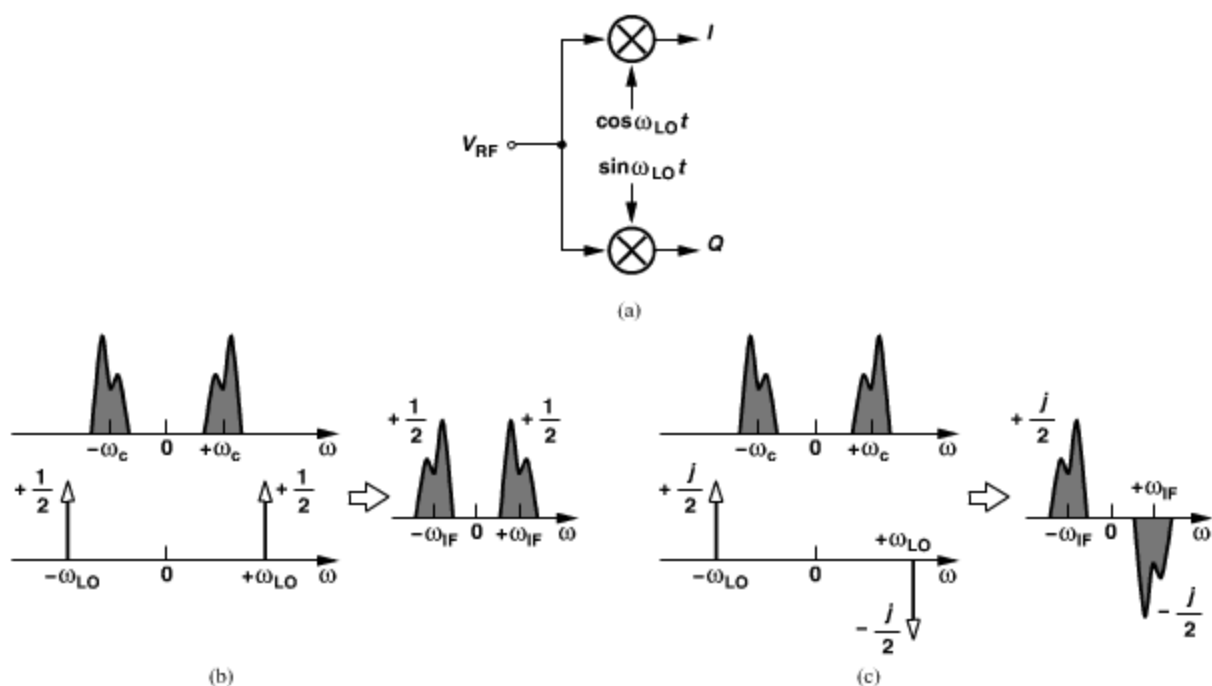 I
cos ω_LO t
V_RF
sin ω_LO t
Q
(a)
−ω_c 0 +ω_c ω
+1/2 +1/2
−ω_LO 0 +ω_LO ω
+1/2 +1/2
−ω_IF 0 +ω_IF ω
(b)
−ω_c 0 +ω_c ω
+j/2
+ω_LO
−ω_LO 0 ω
−j/2
+j/2
+ω_IF
−ω_IF 0 ω
−j/2
(c)